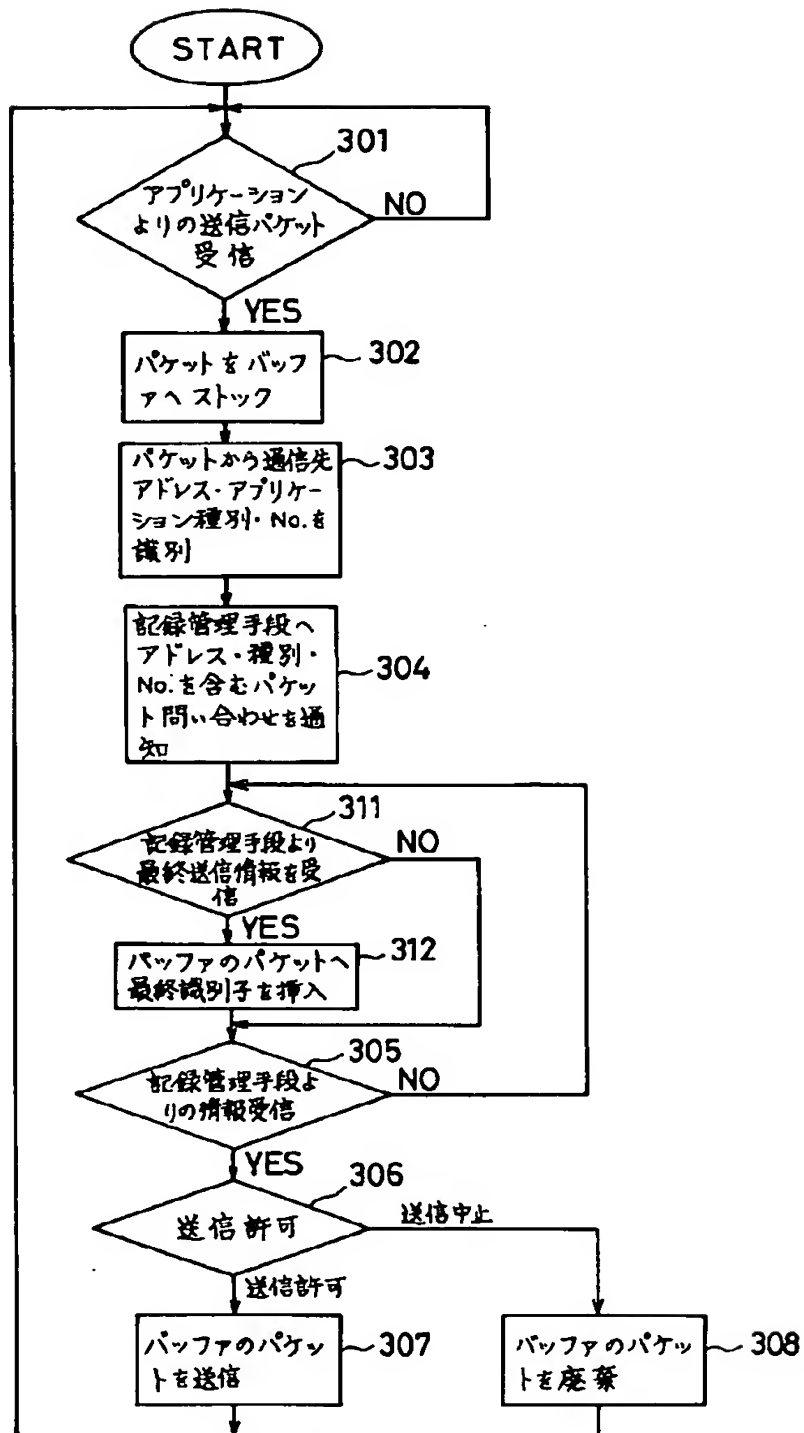 START
301
アプリケーション
よりの送信パケット
受信
NO
YES
パケットをバッフ
ァへストック
302
パケットから通信先
アドレス・アプリケー
ション種別・No.を
識別
303
記録管理手段へ
アドレス・種別・
No.を含むパケッ
ト問い合わせを通
知
304
311
記録管理手段より
最終送信情報を受
信
NO
YES
バッファのパケットへ
最終識別子を挿入
312
305
記録管理手段よ
りの情報受信
NO
YES
306
送信許可
送信中止
送信許可
バッファのパケッ
トを送信
307
バッファのパケッ
トを廃棄
308